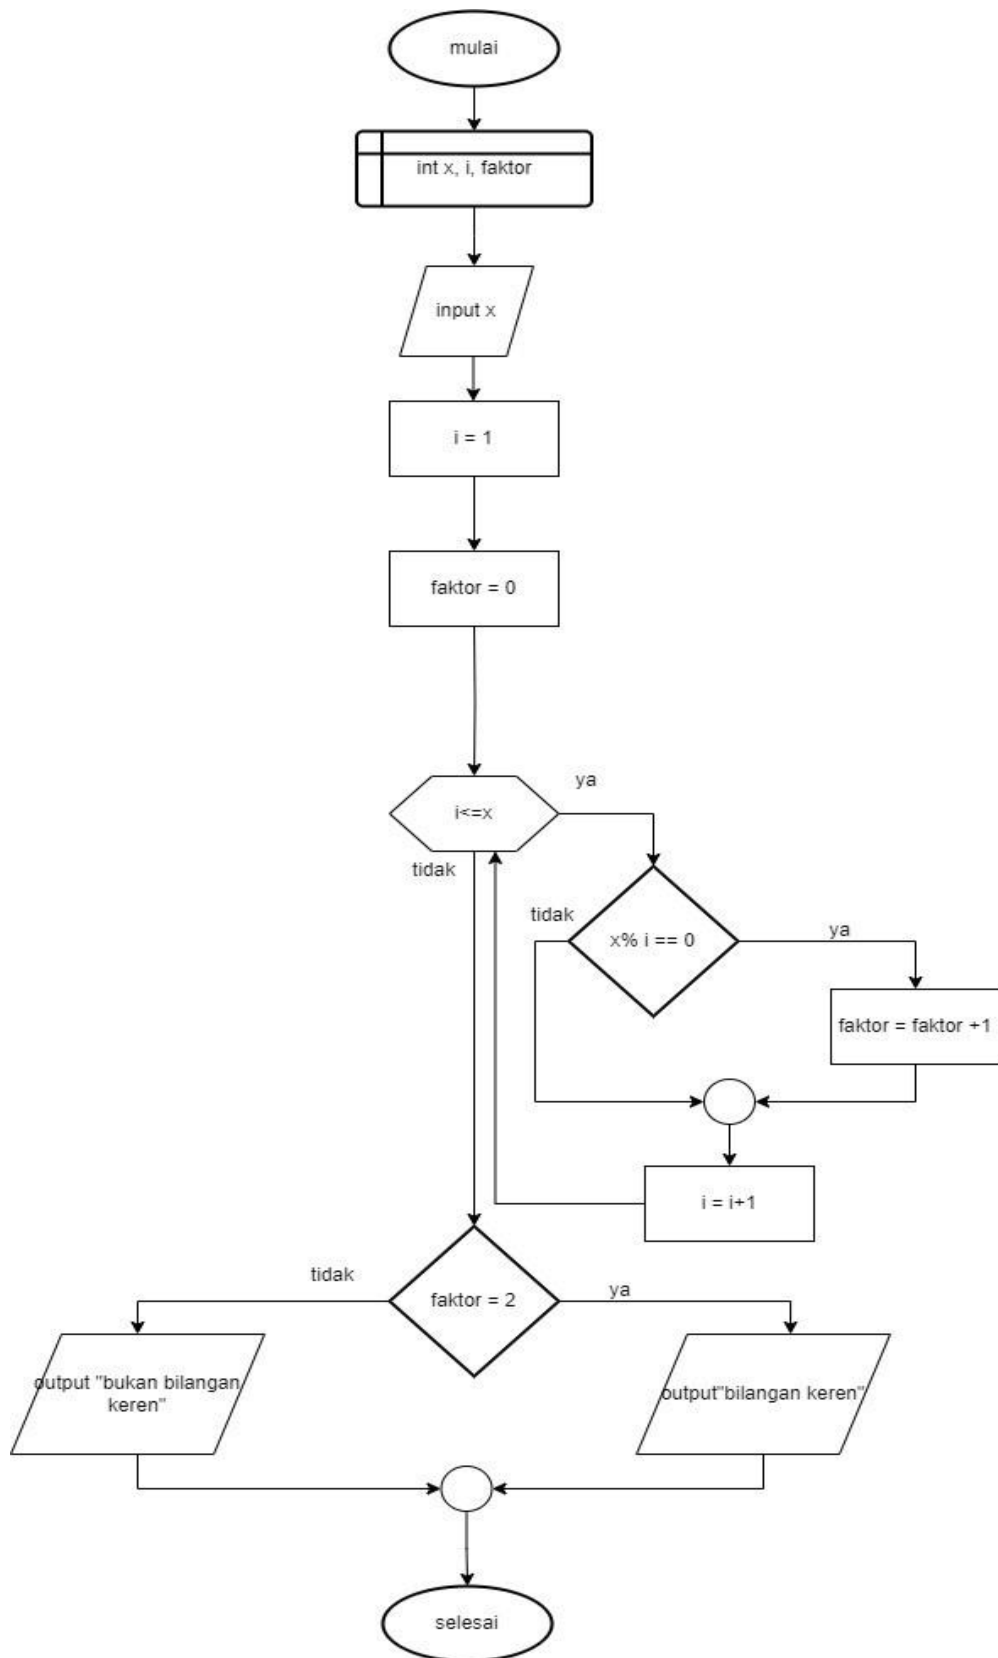 mulai
int x, i, faktor
input x
i = 1
faktor = 0
i<=x
ya
tidak
x% i == 0
tidak
ya
faktor = faktor +1
i = i+1
faktor = 2
tidak
ya
output "bukan bilangan
keren"
output"bilangan keren"
selesai